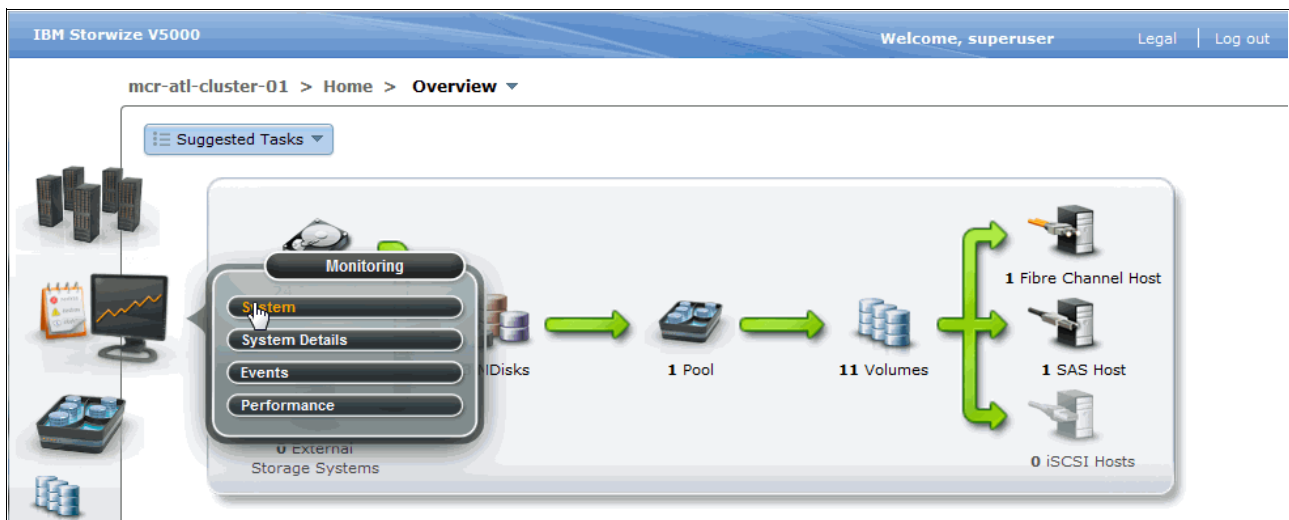 IBM Storwize V5000
Welcome, superuser
Legal | Log out
mcr-atl-cluster-01 > Home > Overview
Suggested Tasks
Monitoring
System
System Details
Events
Performance
MDisks
1 Pool
11 Volumes
1 Fibre Channel Host
1 SAS Host
0 iSCSI Hosts
0 External
Storage Systems